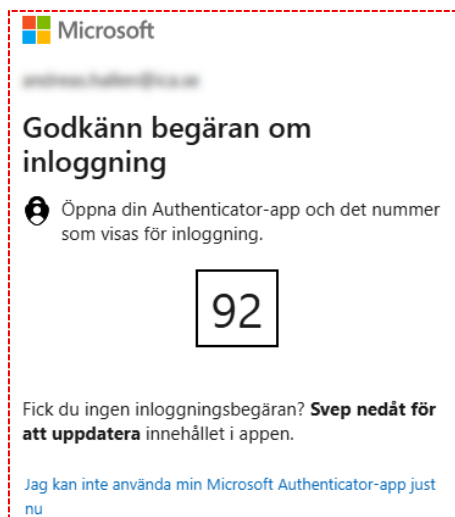 Microsoft
Godkänn begäran om
inloggning
Öppna din Authenticator-app och det nummer
som visas för inloggning.
92
Fick du ingen inloggningsbegäran? Svep nedåt för
att uppdatera innehållet i appen.
Jag kan inte använda min Microsoft Authenticator-app just
nu